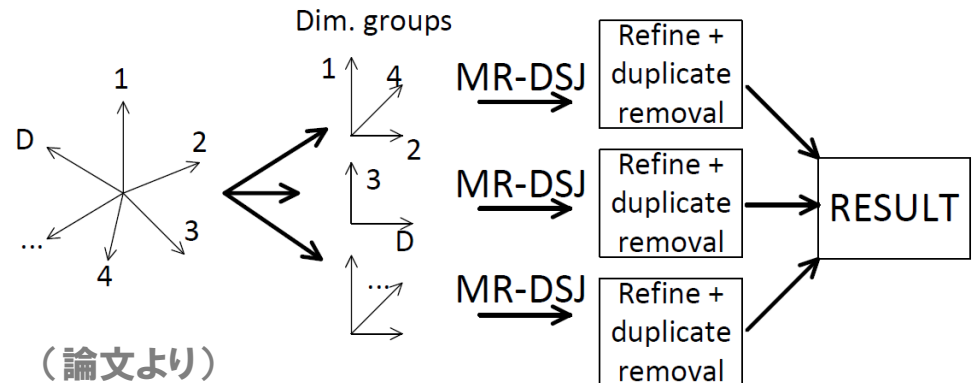 Dim. groups
1
2
3
4
...
D
1
4
2
MR-DSJ
Refine +
duplicate
removal
3
D
MR-DSJ
Refine +
duplicate
removal
RESULT
...
MR-DSJ
Refine +
duplicate
removal
(論文より)